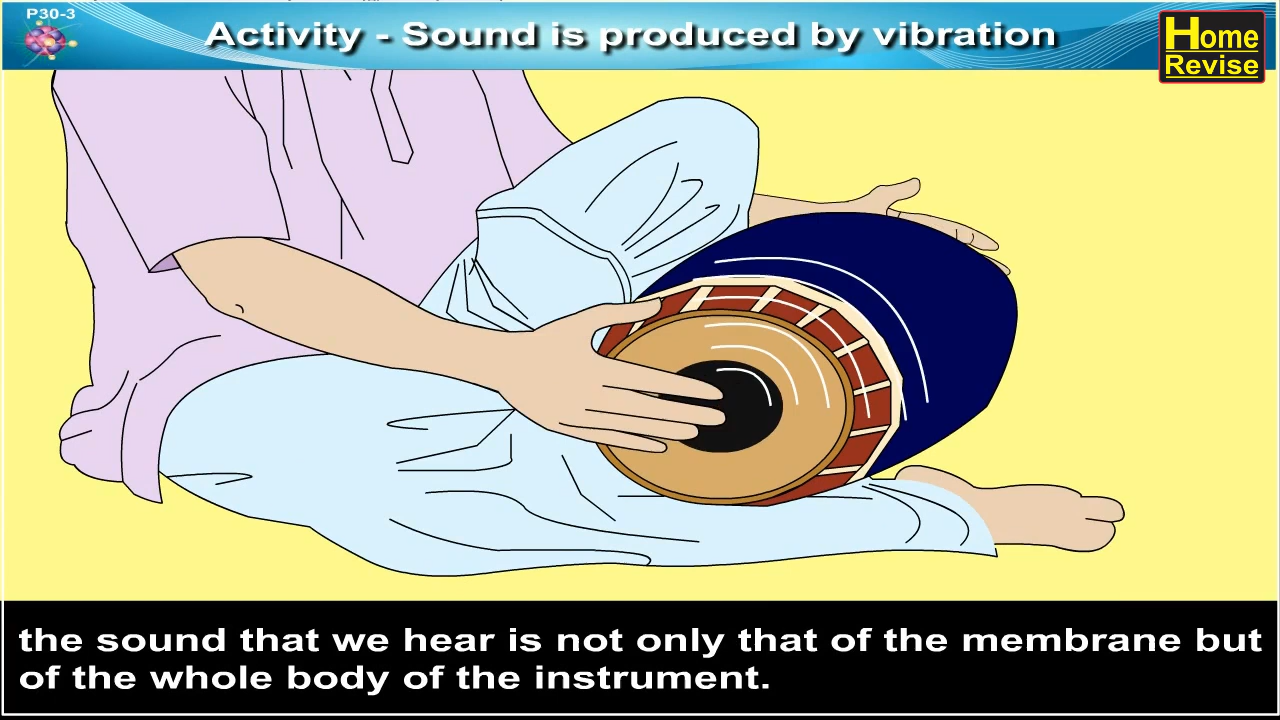 P30-3
Activity - Sound is produced by vibration
Home
Revise
the sound that we hear is not only that of the membrane but
of the whole body of the instrument.